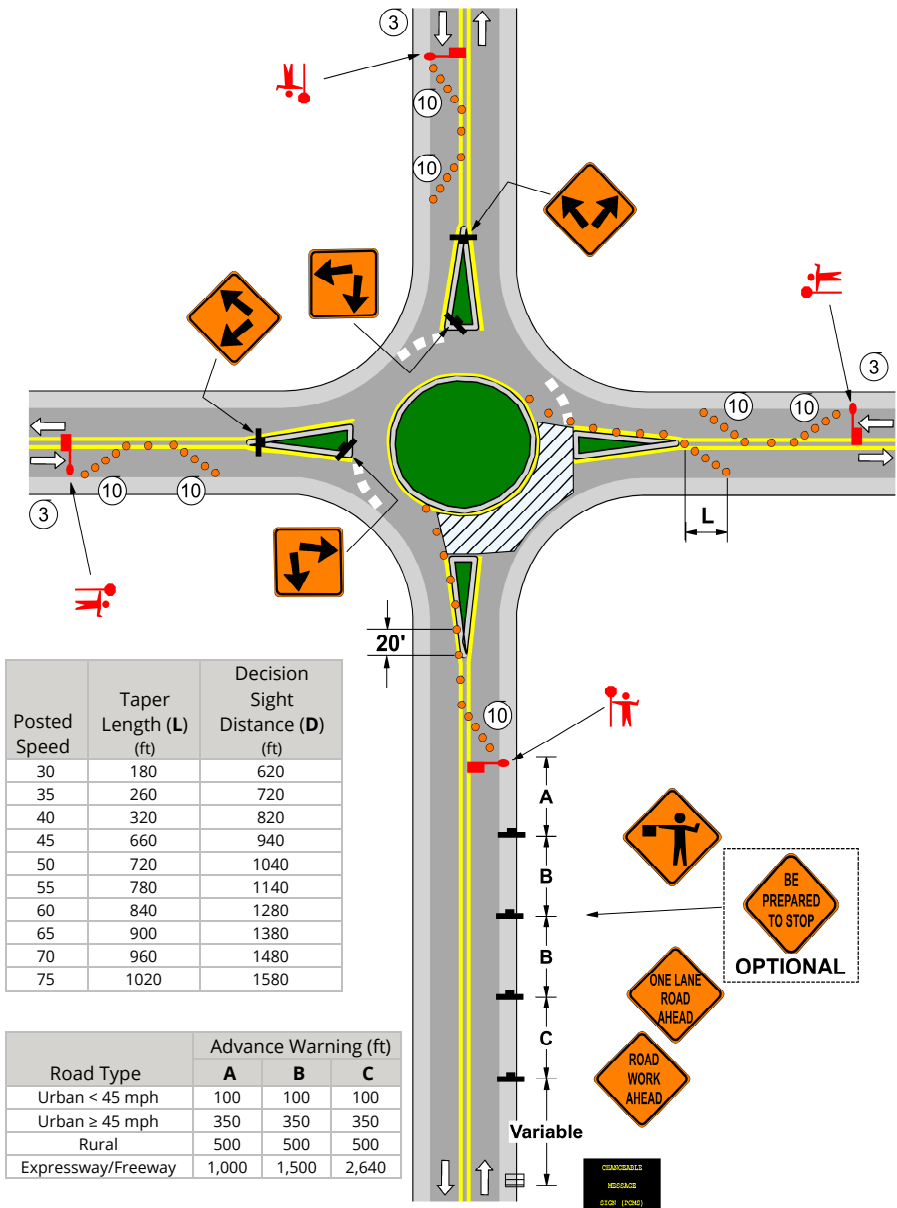 3
10
10
3
10
10
L
10
10
3
20'
10
A
B
B
C
Variable
BE
PREPARED
TO STOP
OPTIONAL
ONE LANE
ROAD
AHEAD
ROAD
WORK
AHEAD
CHANGEABLE
MESSAGE
SIGN (PCMS)
Posted Speed Taper Length (L) (ft) Decision Sight Distance (D) (ft)
30 180 620
35 260 720
40 320 820
45 660 940
50 720 1040
55 780 1140
60 840 1280
65 900 1380
70 960 1480
75 1020 1580
Advance Warning (ft)
Road Type A B C
Urban < 45 mph 100 100 100
Urban ≥ 45 mph 350 350 350
Rural 500 500 500
Expressway/Freeway 1,000 1,500 2,640